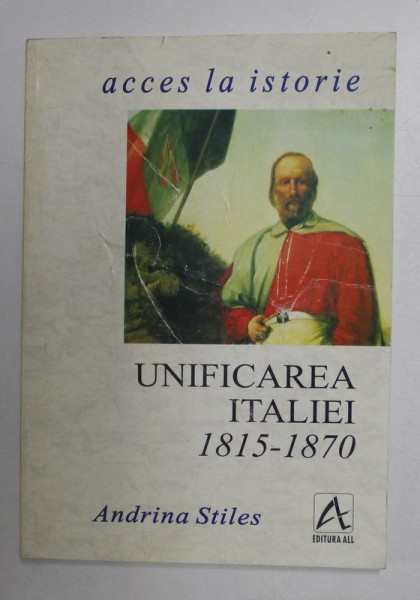 acces la istorie
UNIFICAREA
ITALIEI
1815-1870
Andrina Stiles
EDITURA ALL